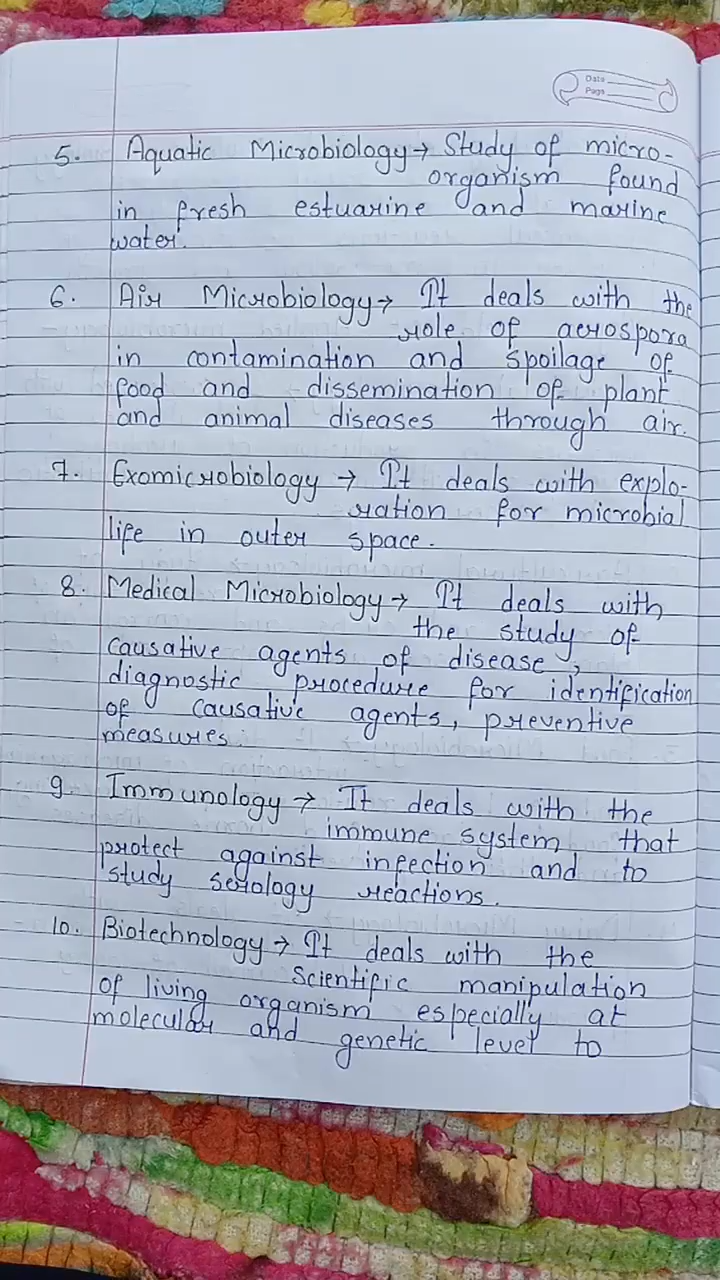 Date
Page
5. Aquatic Microbiology → Study of micro-
organism found
in fresh estuarine and marine
water.
6. Air Microbiology → It deals with the
role of aerospora
in contamination and spoilage of
food and dissemination of plant
and animal diseases through air.
7. Exomicrobiology → It deals with explo-
ration for microbial
life in outer space.
8. Medical Microbiology → It deals with
the study of
causative agents of disease,
diagnostic procedure for identification
of causative agents, preventive
measures.
9. Immunology → It deals with the
immune system that
protect against infection and to
study serology reactions.
10. Biotechnology → It deals with the
Scientific manipulation
of living organism especially at
molecular and genetic level to